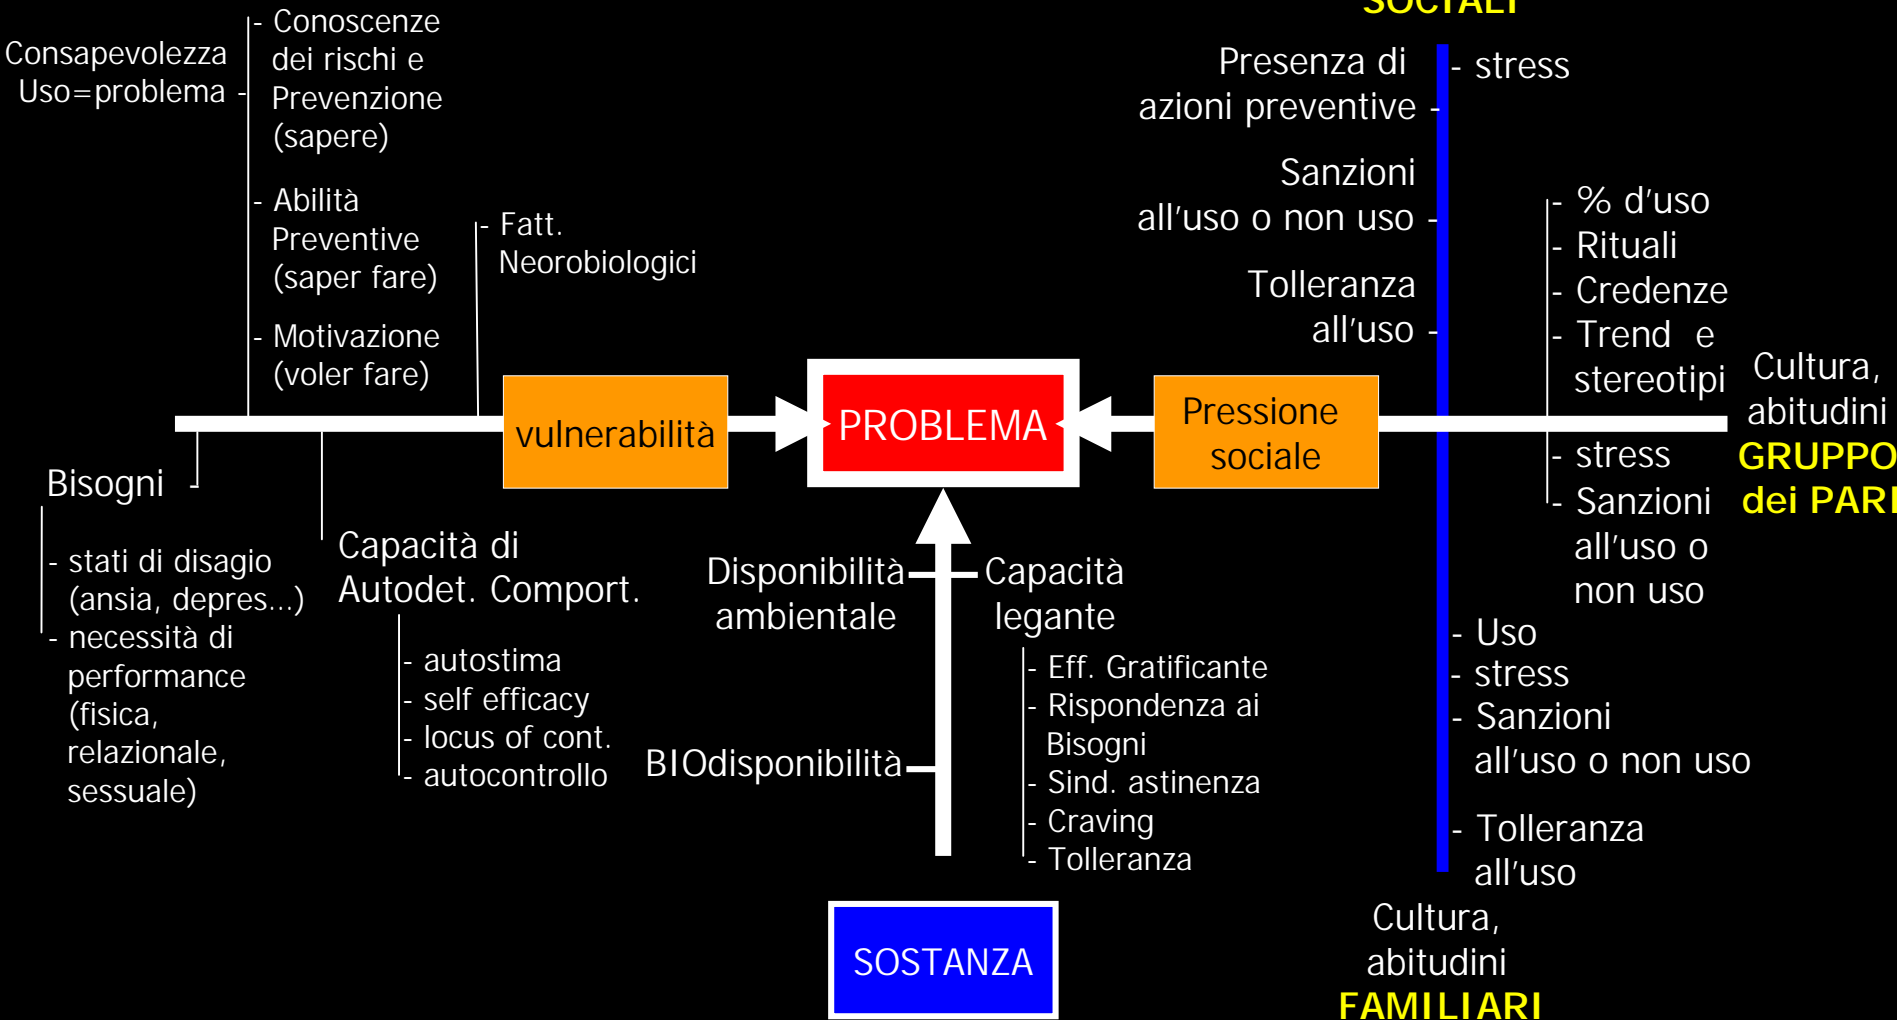 SOCIALI
Consapevolezza
Uso=problema -
- Conoscenze
dei rischi e
Prevenzione
(sapere)
- Abilità
Preventive
(saper fare)
- Motivazione
(voler fare)
- Fatt.
Neorobiologici
vulnerabilità
Bisogni -
- stati di disagio
(ansia, depres...)
- necessità di
performance
(fisica,
relazionale,
sessuale)
Capacità di
Autodet. Comport.
- autostima
- self efficacy
- locus of cont.
- autocontrollo
PROBLEMA
Disponibilità
ambientale
BIOdisponibilità
Capacità
legante
- Eff. Gratificante
- Rispondenza ai
Bisogni
- Sind. astinenza
- Craving
- Tolleranza
SOSTANZA
Pressione
sociale
Presenza di
azioni preventive -
Sanzioni
all'uso o non uso -
Tolleranza
all'uso -
- stress
- % d'uso
- Rituali
- Credenze
- Trend e
stereotipi
- stress
- Sanzioni
all'uso o
non uso
Cultura,
abitudini
GRUPPO
dei PARI
- Uso
- stress
- Sanzioni
all'uso o non uso
- Tolleranza
all'uso
Cultura,
abitudini
FAMILIARI